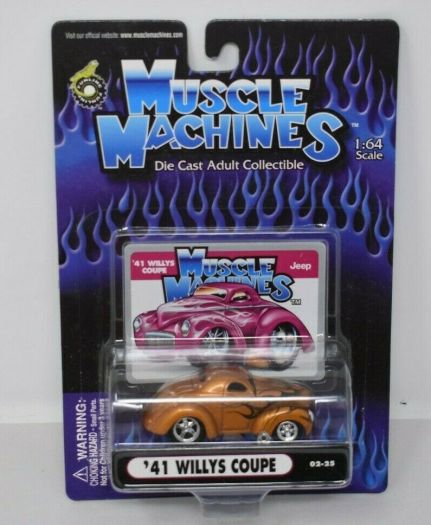 Visit our official website: www.musclemachines.com
FUNLINE
MUSCLE
MACHINES™
Die Cast Adult Collectible
1:64
Scale
'41 WILLYS
COUPE
MUSCLE
MACHINES
™
Jeep
WARNING:
CHOKING HAZARD - Small Parts.
Not for Children under 3 years
'41 WILLYS COUPE
02-25